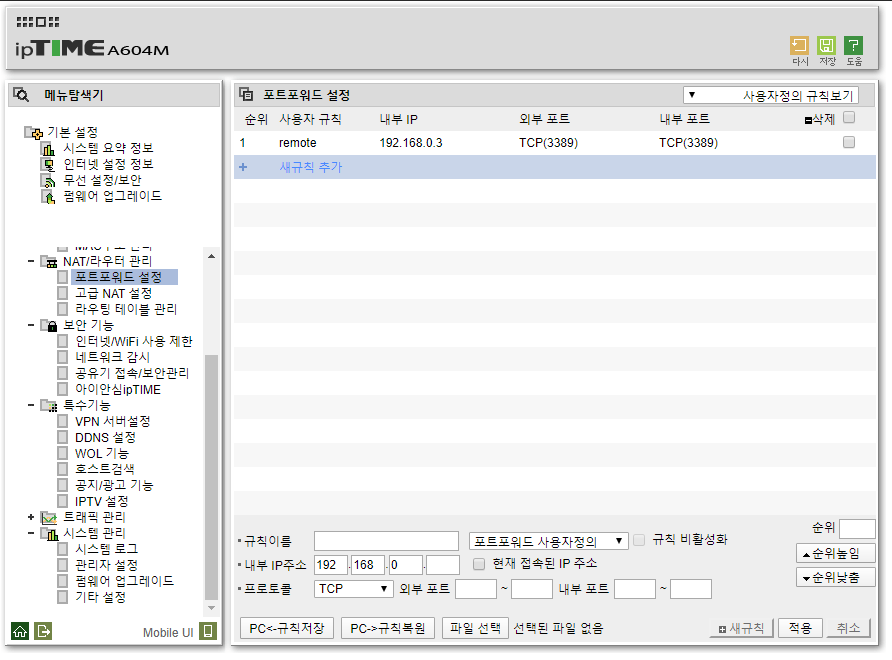 ipTIME A604M
다시 저장 도움
메뉴탐색기
기본 설정
시스템 요약 정보
인터넷 설정 정보
무선 설정/보안
펌웨어 업그레이드
NAT/라우터 관리
포트포워드 설정
고급 NAT 설정
라우팅 테이블 관리
보안 기능
인터넷/WiFi 사용 제한
네트워크 감시
공유기 접속/보안관리
아이안심ipTIME
특수기능
VPN 서버설정
DDNS 설정
WOL 기능
호스트검색
공지/광고 기능
IPTV 설정
트래픽 관리
시스템 관리
시스템 로그
관리자 설정
펌웨어 업그레이드
기타 설정
Mobile UI
포트포워드 설정 ▼ 사용자정의 규칙보기
순위 사용자 규칙 내부 IP 외부 포트 내부 포트 삭제
1 remote 192.168.0.3 TCP(3389) TCP(3389)
+ 새규칙 추가
순위
규칙이름 포트포워드 사용자정의 ▼ 규칙 비활성화
▲순위높임
내부 IP주소 192 . 168 . 0 . 현재 접속된 IP 주소
▼순위낮춤
프로토콜 TCP ▼ 외부 포트 ~ 내부 포트 ~
PC<-규칙저장 PC->규칙복원 파일 선택 선택된 파일 없음 새규칙 적용 취소